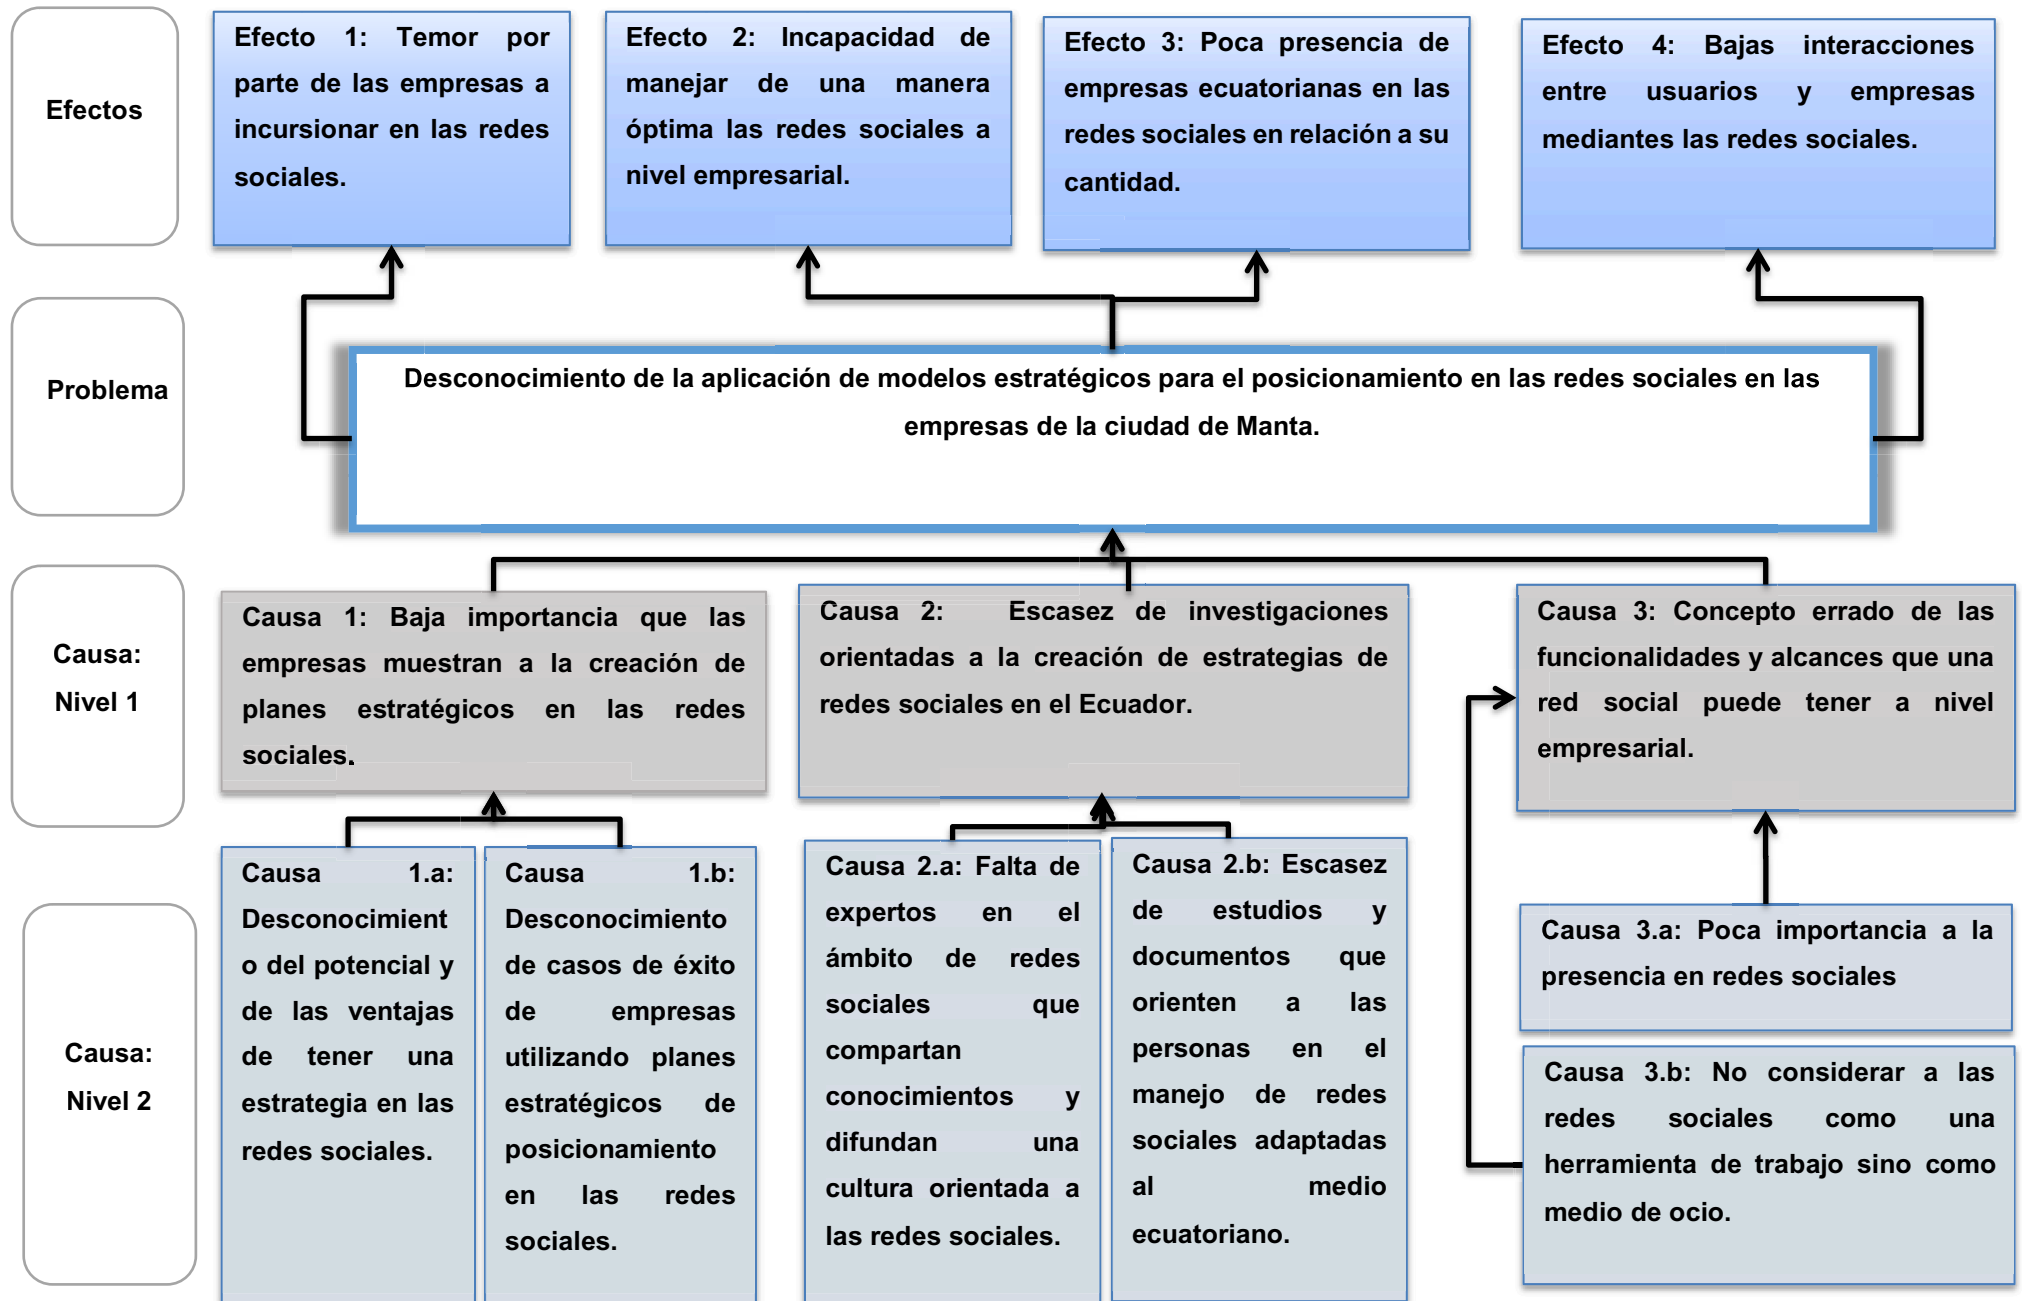 Efectos
Efecto 1: Temor por
parte de las empresas a
incursionar en las redes
sociales.
Efecto 2: Incapacidad de
manejar de una manera
óptima las redes sociales a
nivel empresarial.
Efecto 3: Poca presencia de
empresas ecuatorianas en las
redes sociales en relación a su
cantidad.
Efecto 4: Bajas interacciones
entre usuarios y empresas
mediantes las redes sociales.
Problema
Desconocimiento de la aplicación de modelos estratégicos para el posicionamiento en las redes sociales en las
empresas de la ciudad de Manta.
Causa:
Nivel 1
Causa 1: Baja importancia que las
empresas muestran a la creación de
planes estratégicos en las redes
sociales.
Causa 2: Escasez de investigaciones
orientadas a la creación de estrategias de
redes sociales en el Ecuador.
Causa 3: Concepto errado de las
funcionalidades y alcances que una
red social puede tener a nivel
empresarial.
Causa:
Nivel 2
Causa 1.a:
Desconocimient
o del potencial y
de las ventajas
de tener una
estrategia en las
redes sociales.
Causa 1.b:
Desconocimiento
de casos de éxito
de empresas
utilizando planes
estratégicos de
posicionamiento
en las redes
sociales.
Causa 2.a: Falta de
expertos en el
ámbito de redes
sociales que
compartan
conocimientos y
difundan una
cultura orientada a
las redes sociales.
Causa 2.b: Escasez
de estudios y
documentos que
orienten a las
personas en el
manejo de redes
sociales adaptadas
al medio
ecuatoriano.
Causa 3.a: Poca importancia a la
presencia en redes sociales
Causa 3.b: No considerar a las
redes sociales como una
herramienta de trabajo sino como
medio de ocio.